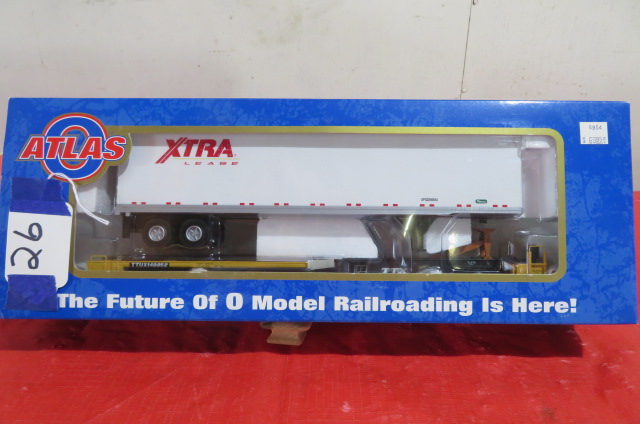 ATLAS
O
XTRA
LEASE
26
The Future Of O Model Railroading Is Here!